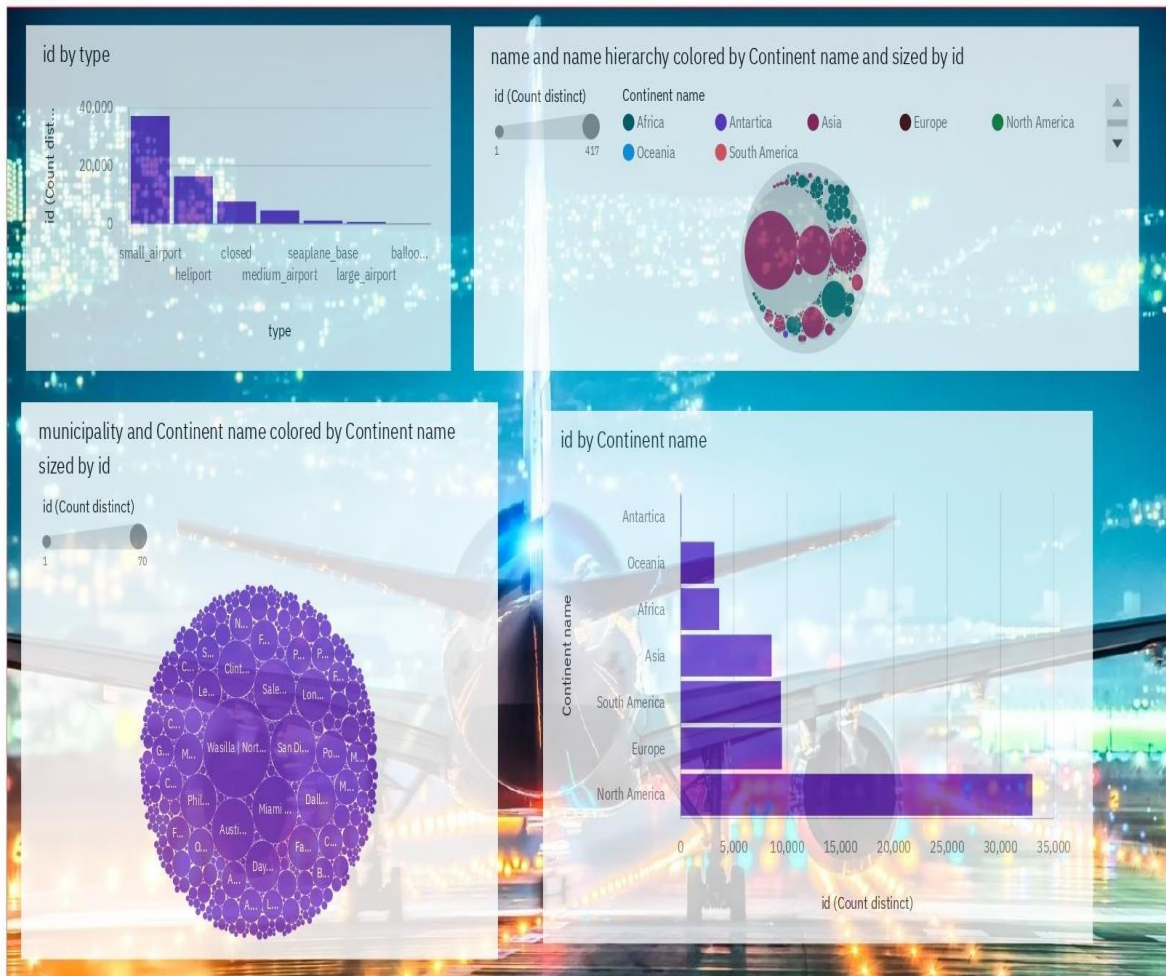 id by type
id (Count dist...
40,000
20,000
0
small_airport
heliport
closed
medium_airport
seaplane_base
large_airport
balloo...
type
name and name hierarchy colored by Continent name and sized by id
id (Count distinct)
1
417
Continent name
Africa
Antartica
Asia
Europe
North America
Oceania
South America
municipality and Continent name colored by Continent name
sized by id
id (Count distinct)
1
70
N...
F...
S...
P...
P...
C...
Clint...
F...
Le...
Sale...
Lon...
C...
G...
M...
Wasilla | Nort...
San Di...
Po...
M...
C...
Phil...
Miami ...
Dall...
M...
F...
O...
Austi...
Fa...
C...
Day...
A...
B...
A...
L...
id by Continent name
Continent name
Antartica
Oceania
Africa
Asia
South America
Europe
North America
0
5,000
10,000
15,000
20,000
25,000
30,000
35,000
id (Count distinct)